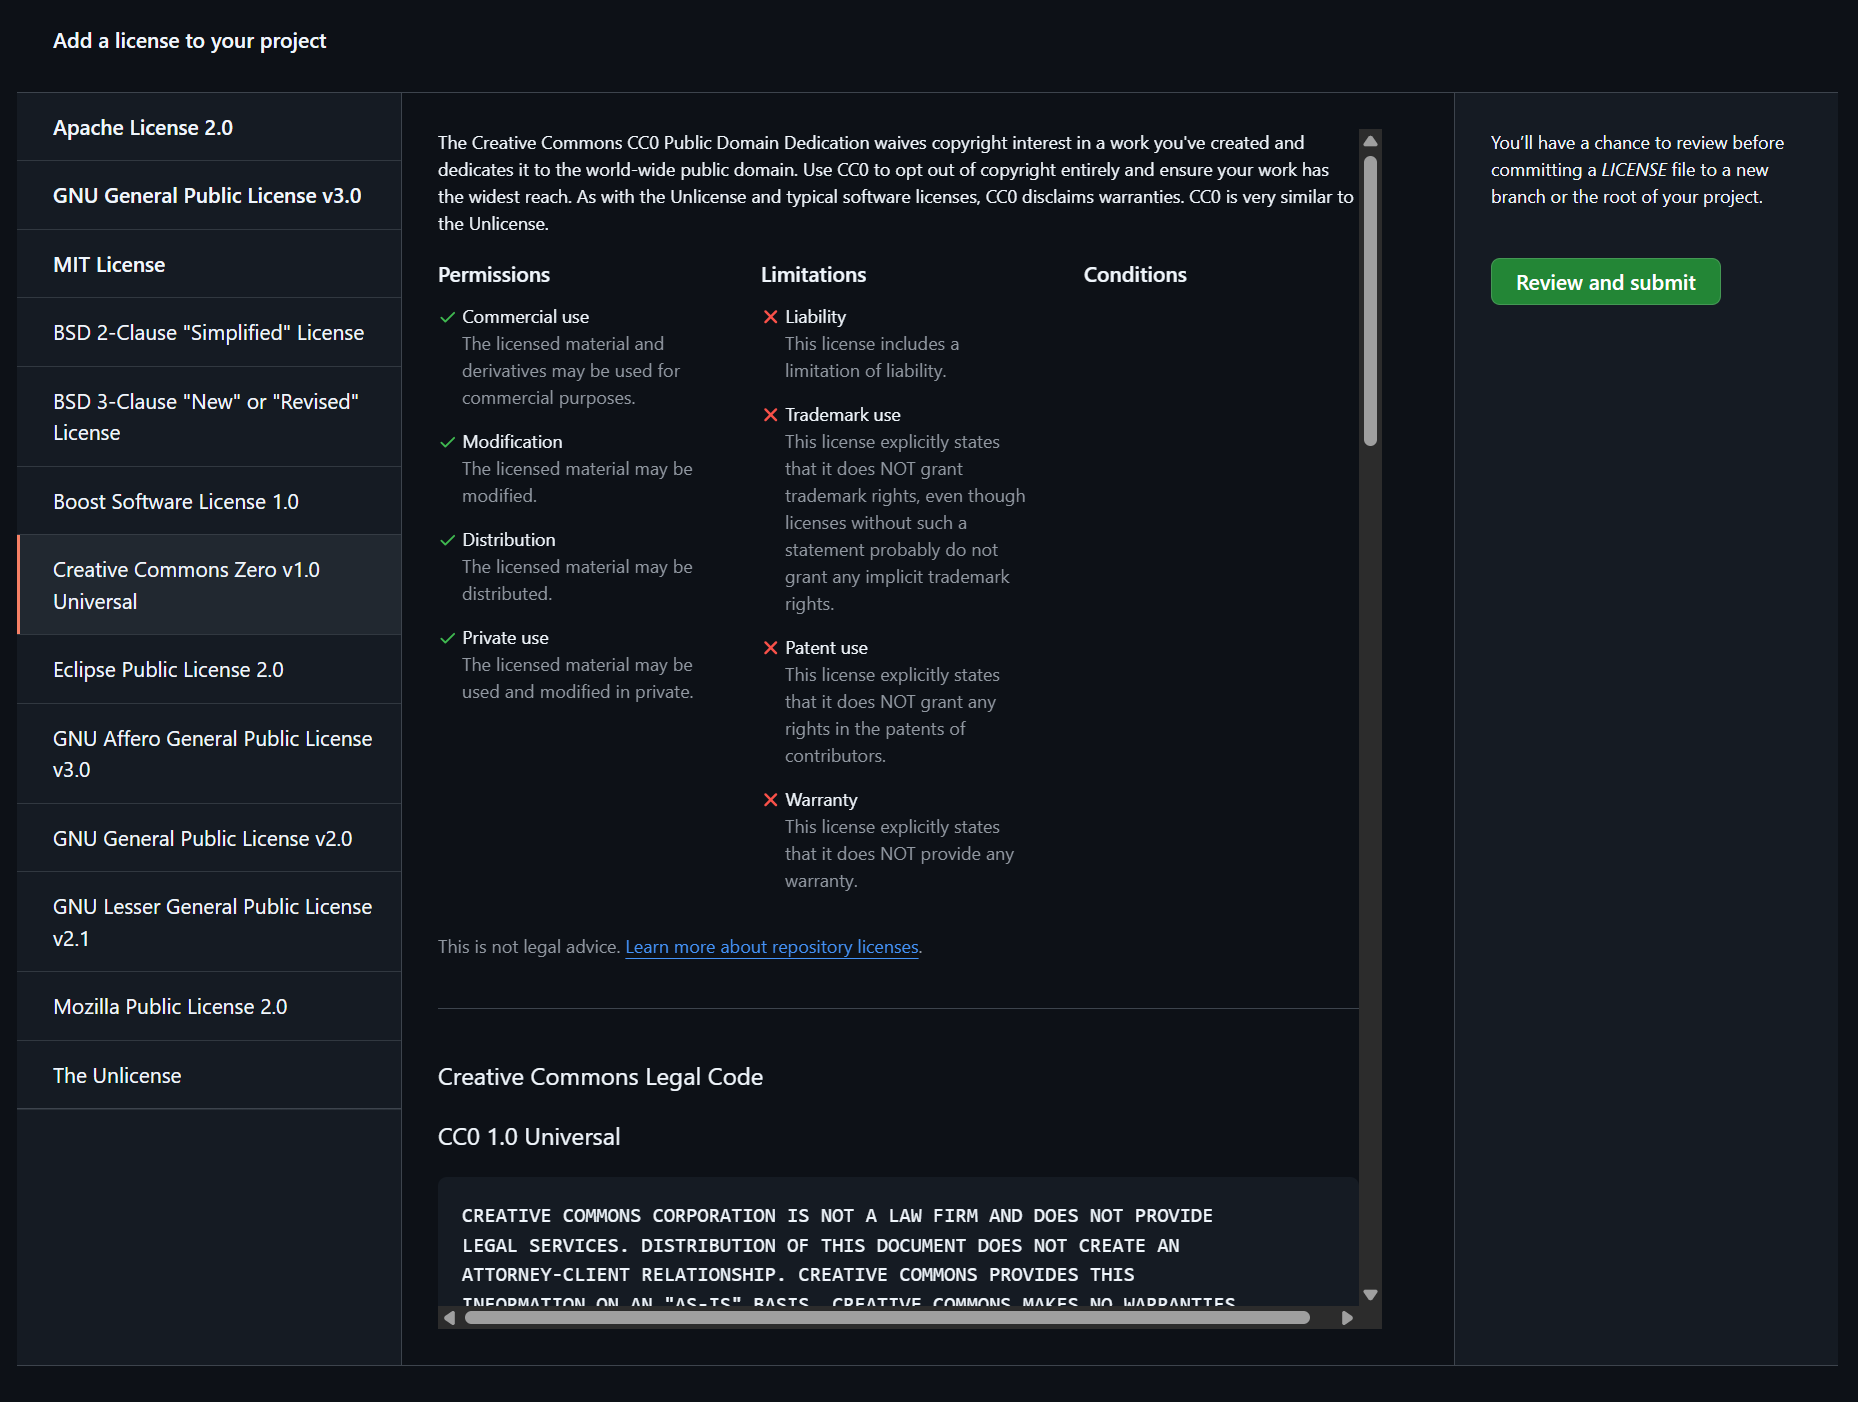 Add a license to your project
Apache License 2.0
GNU General Public License v3.0
MIT License
BSD 2-Clause "Simplified" License
BSD 3-Clause "New" or "Revised"
License
Boost Software License 1.0
Creative Commons Zero v1.0
Universal
Eclipse Public License 2.0
GNU Affero General Public License
v3.0
GNU General Public License v2.0
GNU Lesser General Public License
v2.1
Mozilla Public License 2.0
The Unlicense
The Creative Commons CC0 Public Domain Dedication waives copyright interest in a work you've created and
dedicates it to the world-wide public domain. Use CC0 to opt out of copyright entirely and ensure your work has
the widest reach. As with the Unlicense and typical software licenses, CC0 disclaims warranties. CC0 is very similar to
the Unlicense.
Permissions
Commercial use
The licensed material and
derivatives may be used for
commercial purposes.
Modification
The licensed material may be
modified.
Distribution
The licensed material may be
distributed.
Private use
The licensed material may be
used and modified in private.
Limitations
Liability
This license includes a
limitation of liability.
Trademark use
This license explicitly states
that it does NOT grant
trademark rights, even though
licenses without such a
statement probably do not
grant any implicit trademark
rights.
Patent use
This license explicitly states
that it does NOT grant any
rights in the patents of
contributors.
Warranty
This license explicitly states
that it does NOT provide any
warranty.
Conditions
This is not legal advice. Learn more about repository licenses.
Creative Commons Legal Code
CC0 1.0 Universal
CREATIVE COMMONS CORPORATION IS NOT A LAW FIRM AND DOES NOT PROVIDE
LEGAL SERVICES. DISTRIBUTION OF THIS DOCUMENT DOES NOT CREATE AN
ATTORNEY-CLIENT RELATIONSHIP. CREATIVE COMMONS PROVIDES THIS
INFORMATION ON AN "AS-IS" BASIS. CREATIVE COMMONS MAKES NO WARRANTIES
You'll have a chance to review before
committing a LICENSE file to a new
branch or the root of your project.
Review and submit